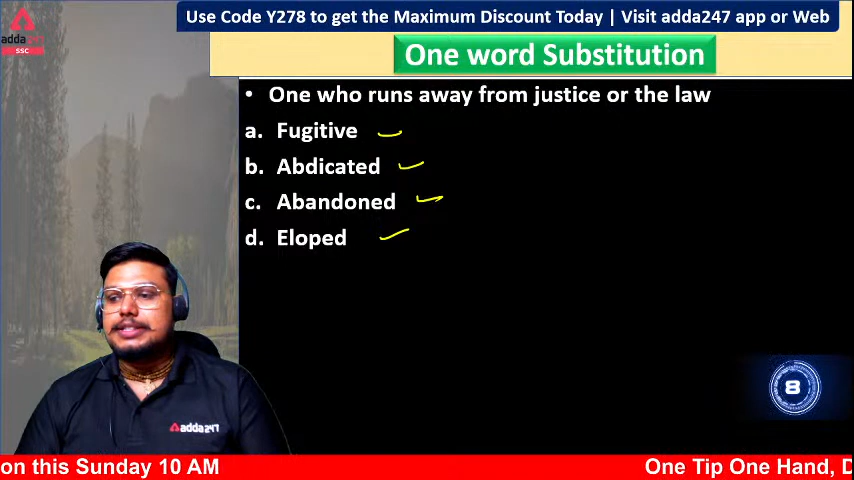 Use Code Y278 to get the Maximum Discount Today | Visit adda247 app or Web
adda247
SSC
One word Substitution
• One who runs away from justice or the law
a. Fugitive
b. Abdicated
c. Abandoned
d. Eloped
8
adda247
on this Sunday 10 AM
One Tip One Hand, D